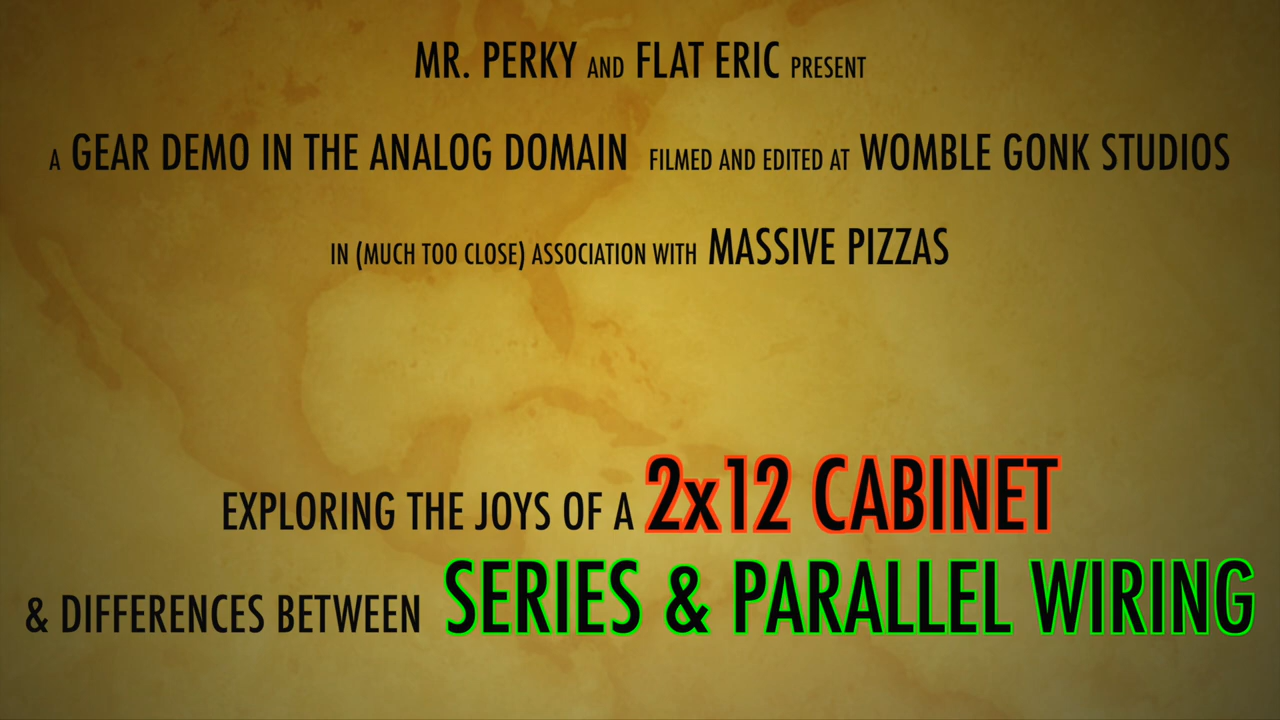 MR. PERKY AND FLAT ERIC PRESENT
A GEAR DEMO IN THE ANALOG DOMAIN FILMED AND EDITED AT WOMBLE GONK STUDIOS
IN (MUCH TOO CLOSE) ASSOCIATION WITH MASSIVE PIZZAS
EXPLORING THE JOYS OF A 2x12 CABINET
& DIFFERENCES BETWEEN SERIES & PARALLEL WIRING